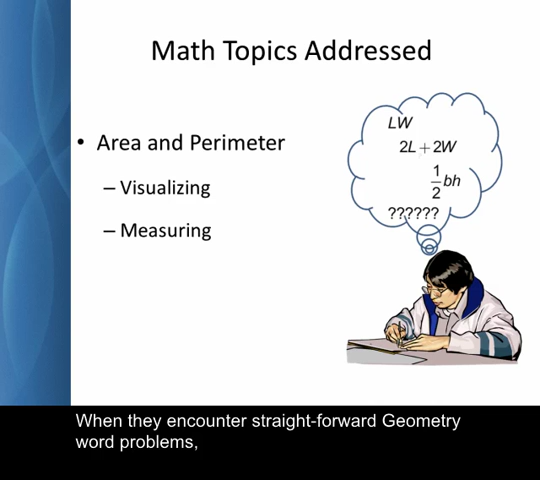 Math Topics Addressed
• Area and Perimeter
– Visualizing
– Measuring
LW
2L + 2W
1/2 bh
??????
When they encounter straight-forward Geometry
word problems,